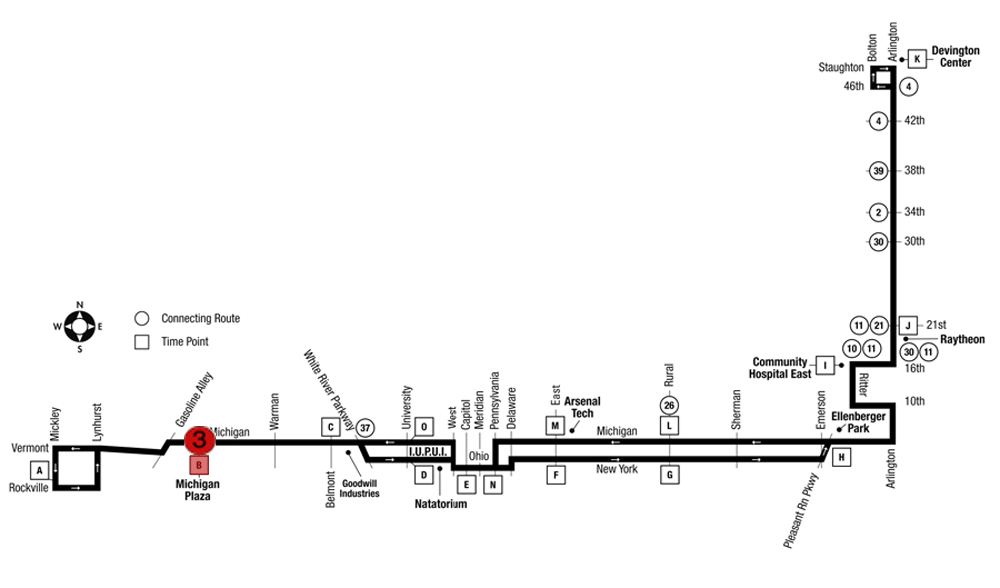 Bolton
Arlington
K
Devington
Center
Staughton
46th
4
4
42th
39
38th
2
34th
30
30th
N
W
E
S
Connecting Route
Time Point
11
21
J
21st
Raytheon
10
11
30
11
16th
Community
Hospital East
I
Ritter
10th
White River Parkway
Gasoline Alley
Mickley
Lynhurst
Warman
C
37
University
O
West
Capitol
Meridian
Pennsylvania
Delaware
East
Arsenal
Tech
M
Rural
26
L
Sherman
Emerson
Ellenberger
Park
3
Michigan
Michigan
Vermont
A
Rockville
B
Michigan
Plaza
I.U.P.U.I.
Ohio
New York
H
Belmont
Goodwill
Industries
D
Natatorium
E
N
F
G
Pleasant Rn Pkwy
Arlington